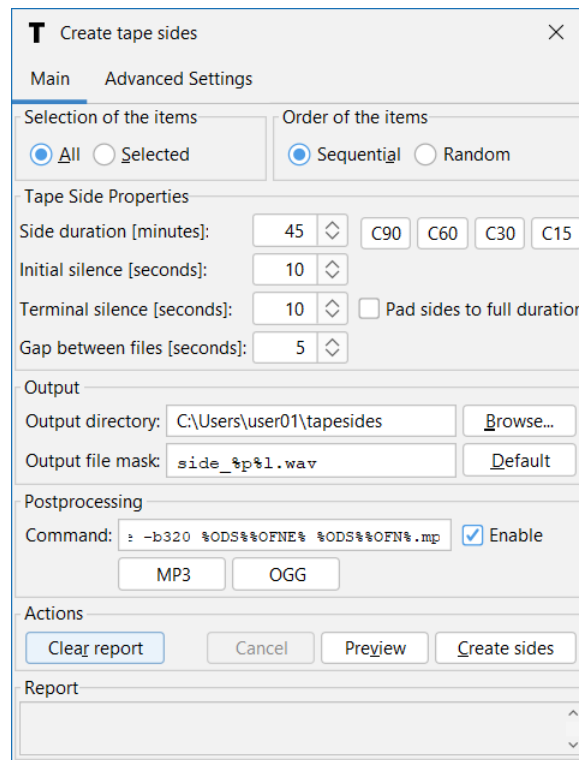 T Create tape sides
Main Advanced Settings
Selection of the items Order of the items
All Selected Sequential Random
Tape Side Properties
Side duration [minutes]: 45 C90 C60 C30 C15
Initial silence [seconds]: 10
Terminal silence [seconds]: 10 Pad sides to full duration
Gap between files [seconds]: 5
Output
Output directory: C:\Users\user01\tapesides Browse...
Output file mask: side_%p%l.wav Default
Postprocessing
Command: -b320 %ODS%%OFNE% %ODS%%OFN%.mp Enable
MP3 OGG
Actions
Clear report Cancel Preview Create sides
Report